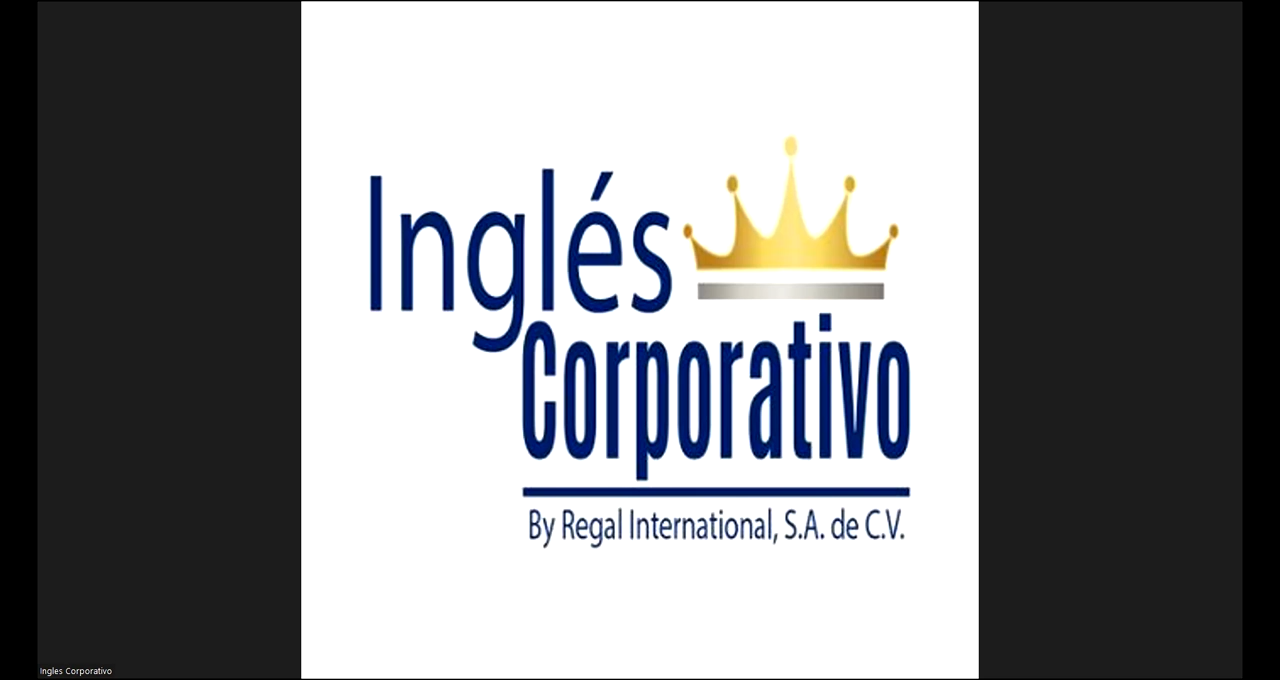 Inglés
Corporativo
By Regal International, S.A. de C.V.
Ingles Corporativo